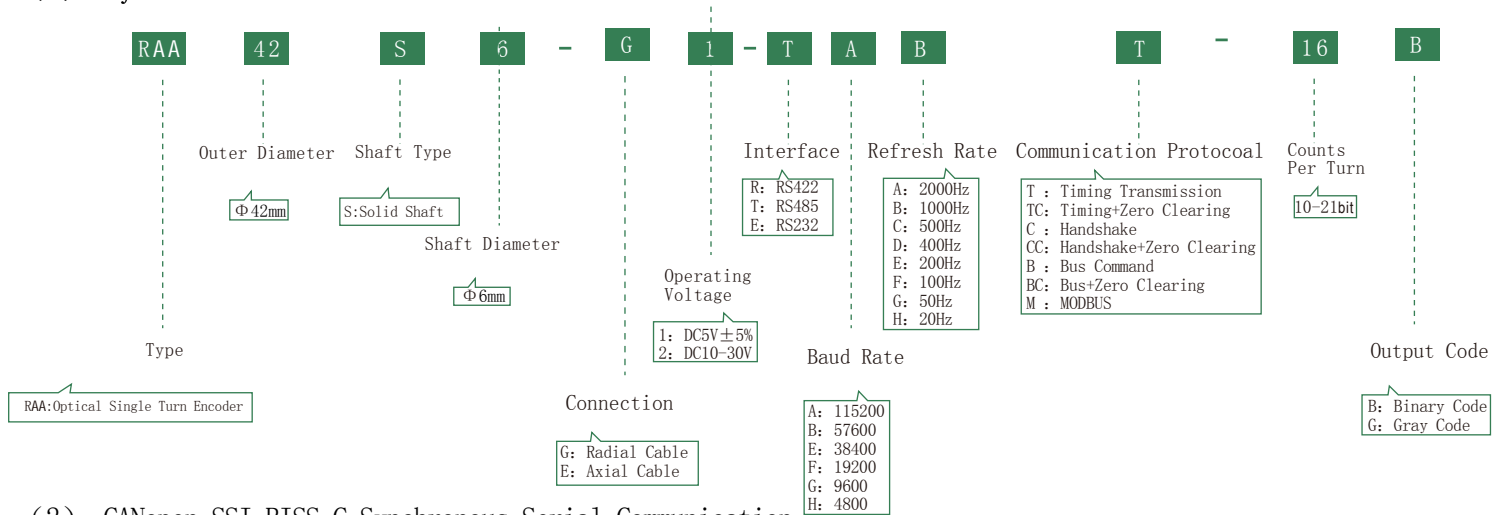 RAA 42 S 6 - G 1 - T A B T - 16 B
Outer Diameter
Φ42mm
Shaft Type
S:Solid Shaft
Shaft Diameter
Φ6mm
Interface
R: RS422
T: RS485
E: RS232
Refresh Rate
A: 2000Hz
B: 1000Hz
C: 500Hz
D: 400Hz
E: 200Hz
F: 100Hz
G: 50Hz
H: 20Hz
Communication Protocoal
T : Timing Transmission
TC: Timing+Zero Clearing
C : Handshake
CC: Handshake+Zero Clearing
B : Bus Command
BC: Bus+Zero Clearing
M : MODBUS
Counts
Per Turn
10-21bit
Operating
Voltage
1: DC5V±5%
2: DC10-30V
Type
RAA:Optical Single Turn Encoder
Baud Rate
A: 115200
B: 57600
E: 38400
F: 19200
G: 9600
H: 4800
Output Code
B: Binary Code
G: Gray Code
Connection
G: Radial Cable
E: Axial Cable